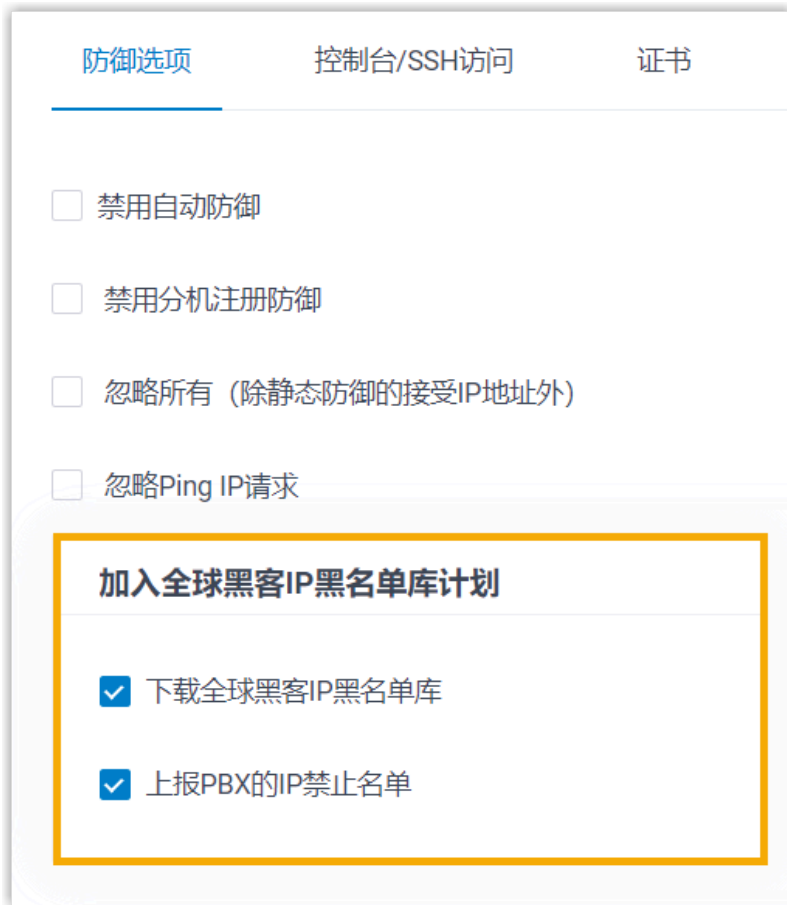 防御选项 控制台/SSH访问 证书
禁用自动防御
禁用分机注册防御
忽略所有（除静态防御的接受IP地址外）
忽略Ping IP请求
加入全球黑客IP黑名单库计划
下载全球黑客IP黑名单库
上报PBX的IP禁止名单